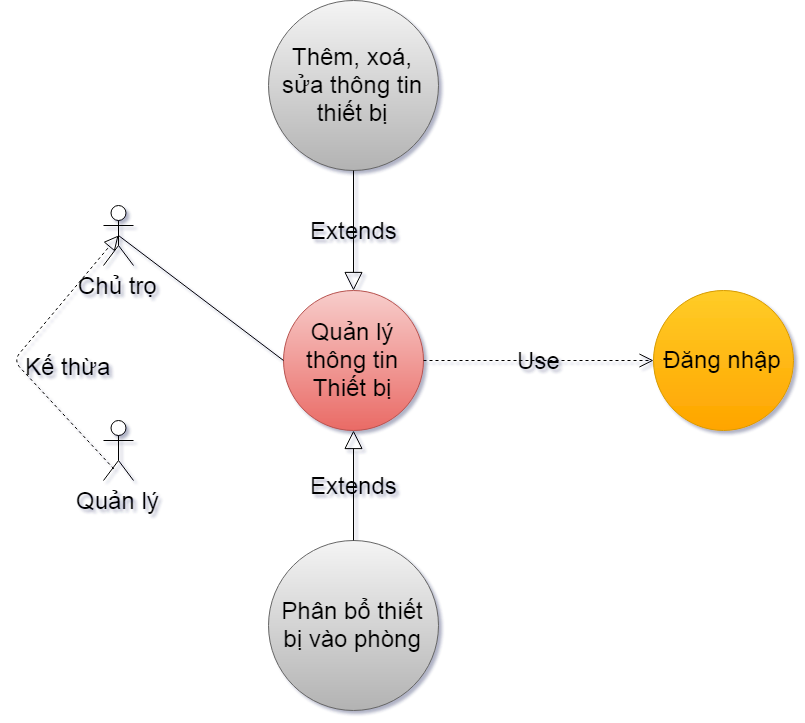 Thêm, xoá,
sửa thông tin
thiết bị
Extends
Chủ trọ
Kế thừa
Quản lý
Quản lý
thông tin
Thiết bị
Use
Đăng nhập
Extends
Phân bổ thiết
bị vào phòng